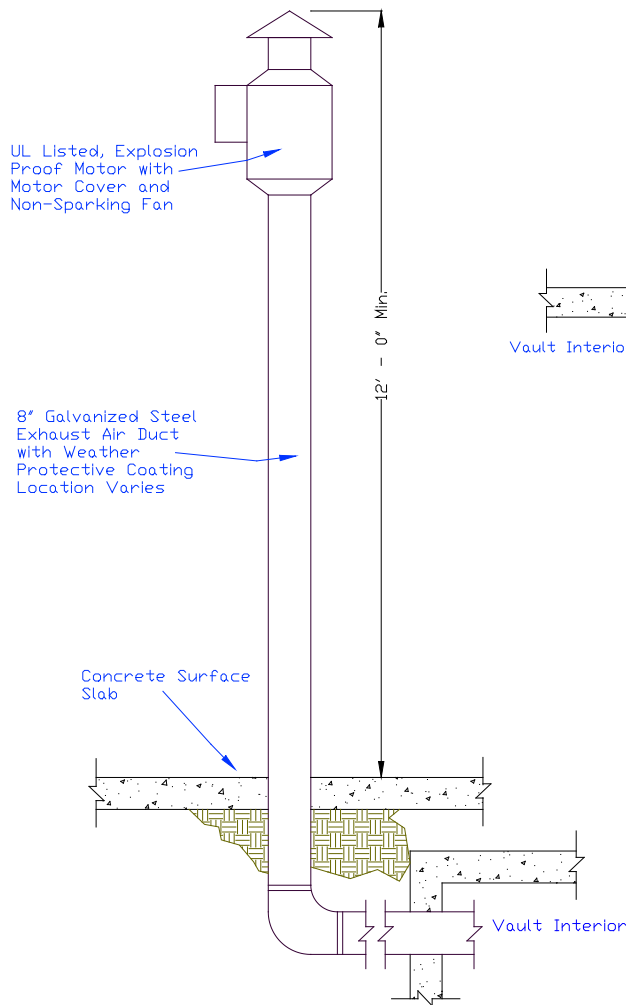 UL Listed, Explosion
Proof Motor with
Motor Cover and
Non-Sparking Fan
12' - 0" Min.
Vault Interio
8" Galvanized Steel
Exhaust Air Duct
with Weather
Protective Coating
Location Varies
Concrete Surface
Slab
Vault Interior